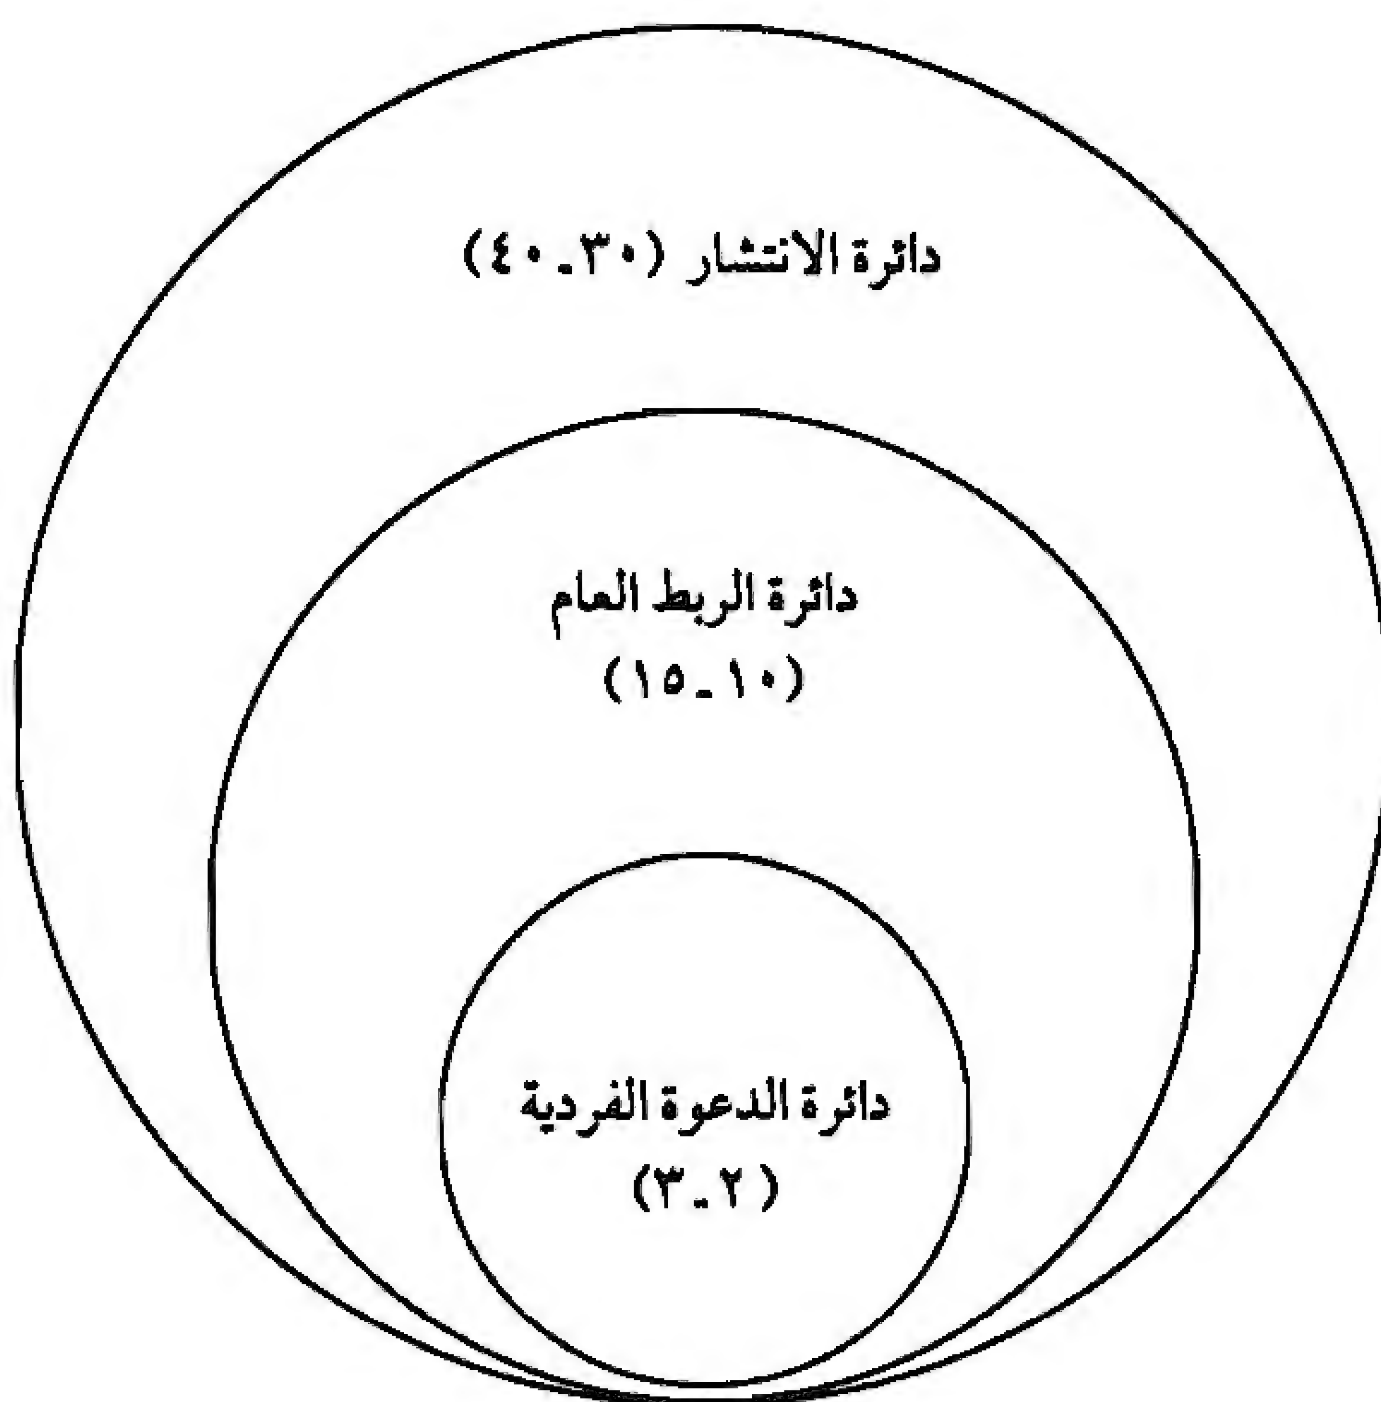 دائرة الانتشار (٣٠ـ٤٠)
دائرة الربط العام
(١٠ـ١٥)
دائرة الدعوة الفردية
(٢ـ٣)